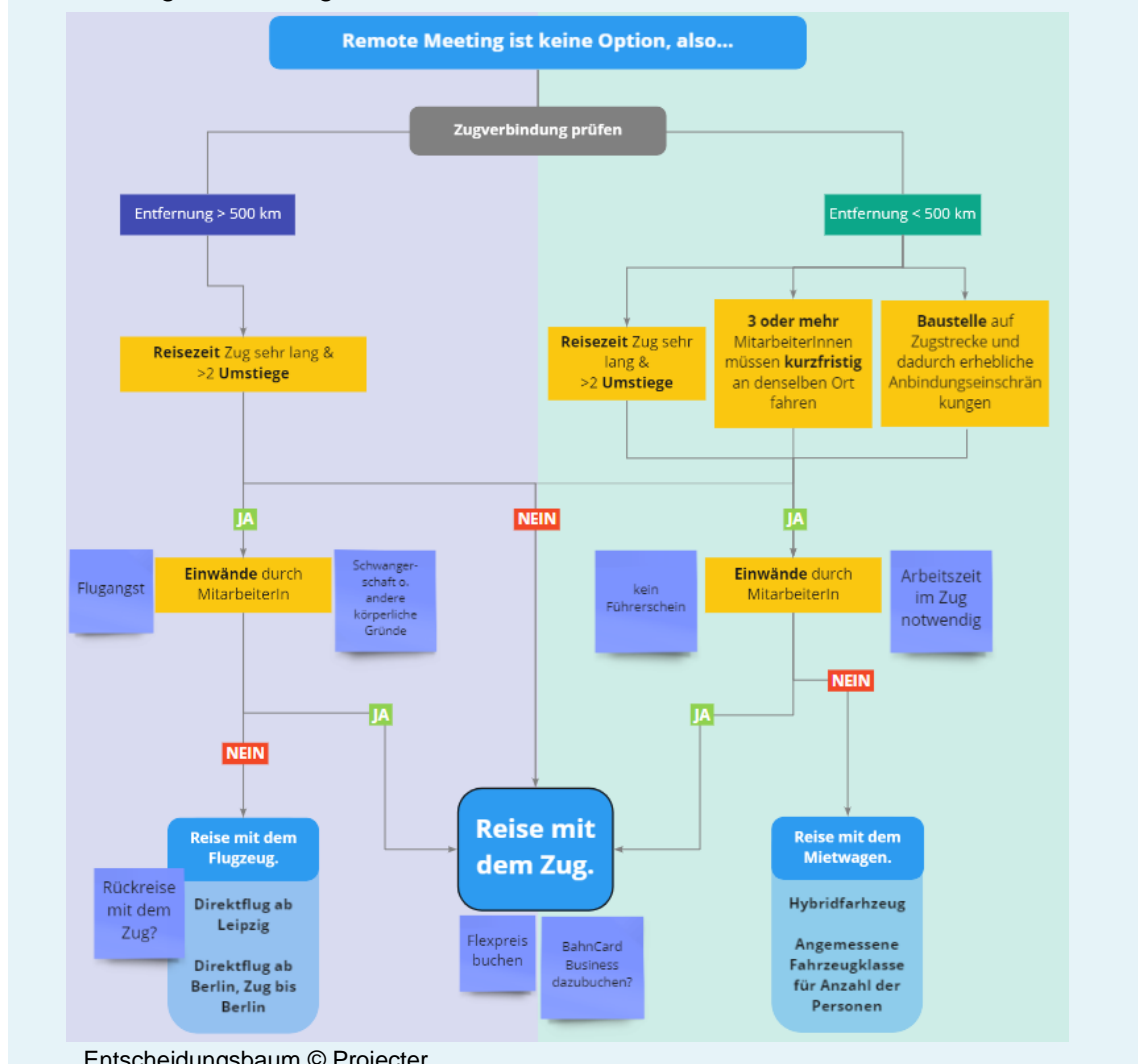 Remote Meeting ist keine Option, also...
Zugverbindung prüfen
Entfernung > 500 km
Entfernung < 500 km
Reisezeit Zug sehr lang &
>2 Umstiege
Reisezeit Zug sehr
lang &
>2 Umstiege
3 oder mehr
MitarbeiterInnen
müssen kurzfristig
an denselben Ort
fahren
Baustelle auf
Zugstrecke und
dadurch erhebliche
Anbindungseinschrän
kungen
JA
NEIN
JA
Flugangst
Einwände durch
MitarbeiterIn
Schwanger-
schaft o.
andere
körperliche
Gründe
kein
Führerschein
Einwände durch
MitarbeiterIn
Arbeitszeit
im Zug
notwendig
NEIN
JA
JA
NEIN
Reise mit dem
Flugzeug.
Rückreise
mit dem
Zug?
Direktflug ab
Leipzig
Direktflug ab
Berlin, Zug bis
Berlin
Reise mit
dem Zug.
Flexpreis
buchen
BahnCard
Business
dazubuchen?
Reise mit dem
Mietwagen.
Hybridfarhzeug
Angemessene
Fahrzeugklasse
für Anzahl der
Personen
Entscheidungsbaum © Projecter